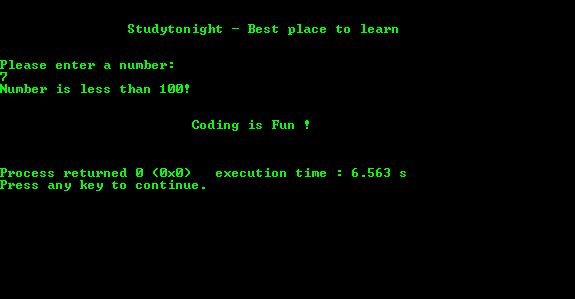 Studytonight - Best place to learn
Please enter a number:
7
Number is less than 100!
Coding is Fun !
Process returned 0 (0x0)   execution time : 6.563 s
Press any key to continue.